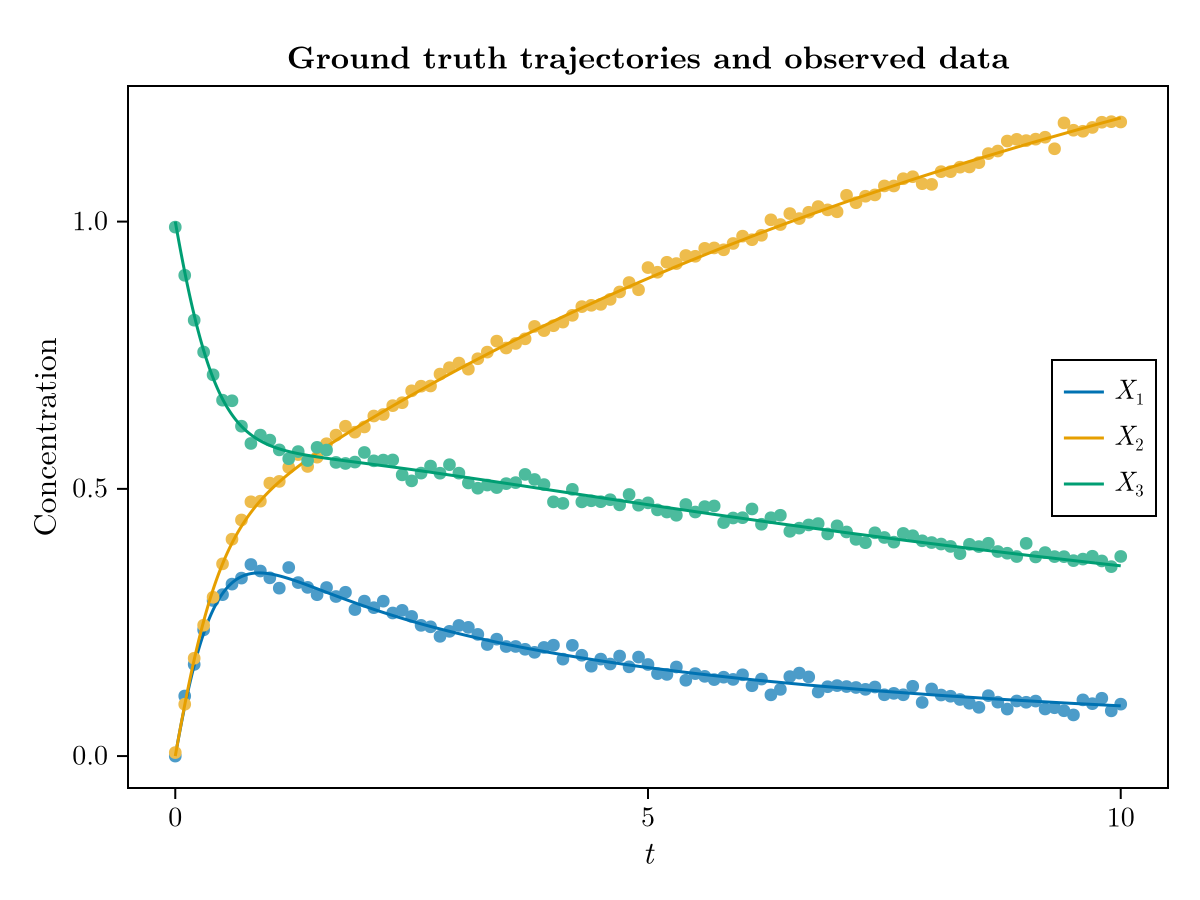 Ground truth trajectories and observed data
Concentration
1.0
0.5
0.0
X₁
X₂
X₃
0 5 10
t